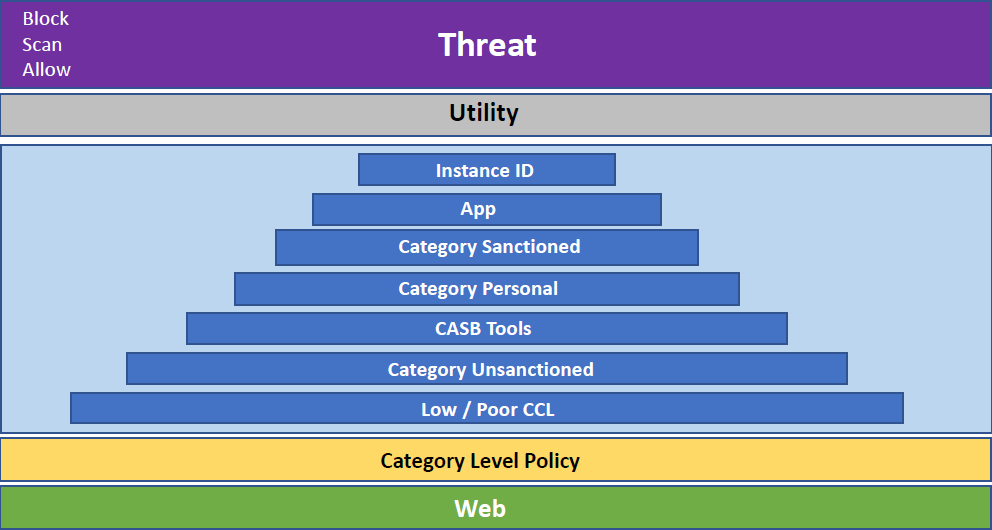 Block
Scan
Allow
Threat
Utility
Instance ID
App
Category Sanctioned
Category Personal
CASB Tools
Category Unsanctioned
Low / Poor CCL
Category Level Policy
Web